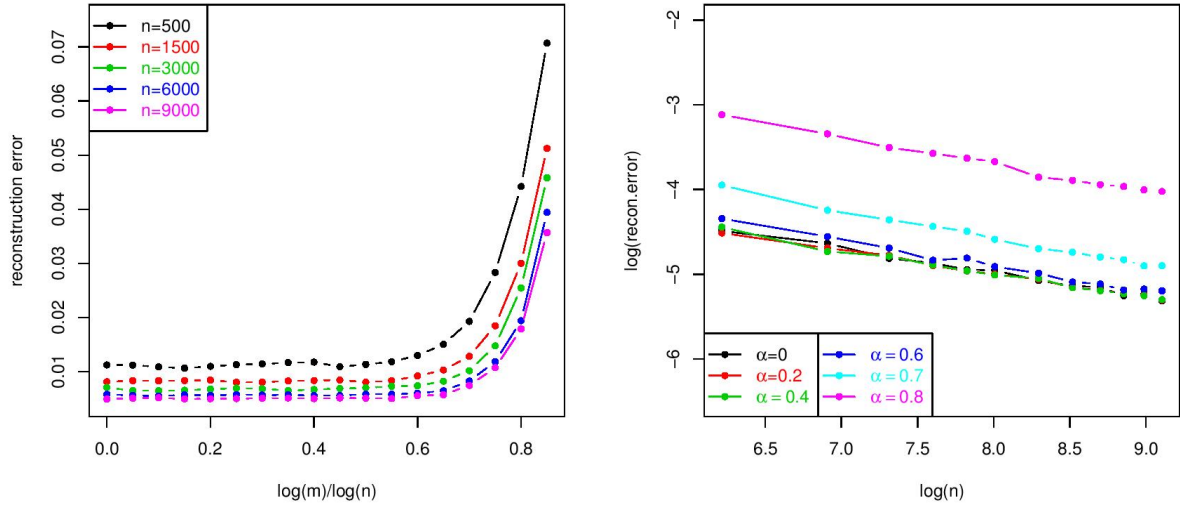 n=500
n=1500
n=3000
n=6000
n=9000
0.07
0.06
0.05
0.04
0.03
0.02
0.01
reconstruction error
0.0 0.2 0.4 0.6 0.8
log(m)/log(n)
-2
-3
-4
-5
-6
log(recon.error)
α=0
α=0.2
α=0.4
α=0.6
α=0.7
α=0.8
6.5 7.0 7.5 8.0 8.5 9.0
log(n)